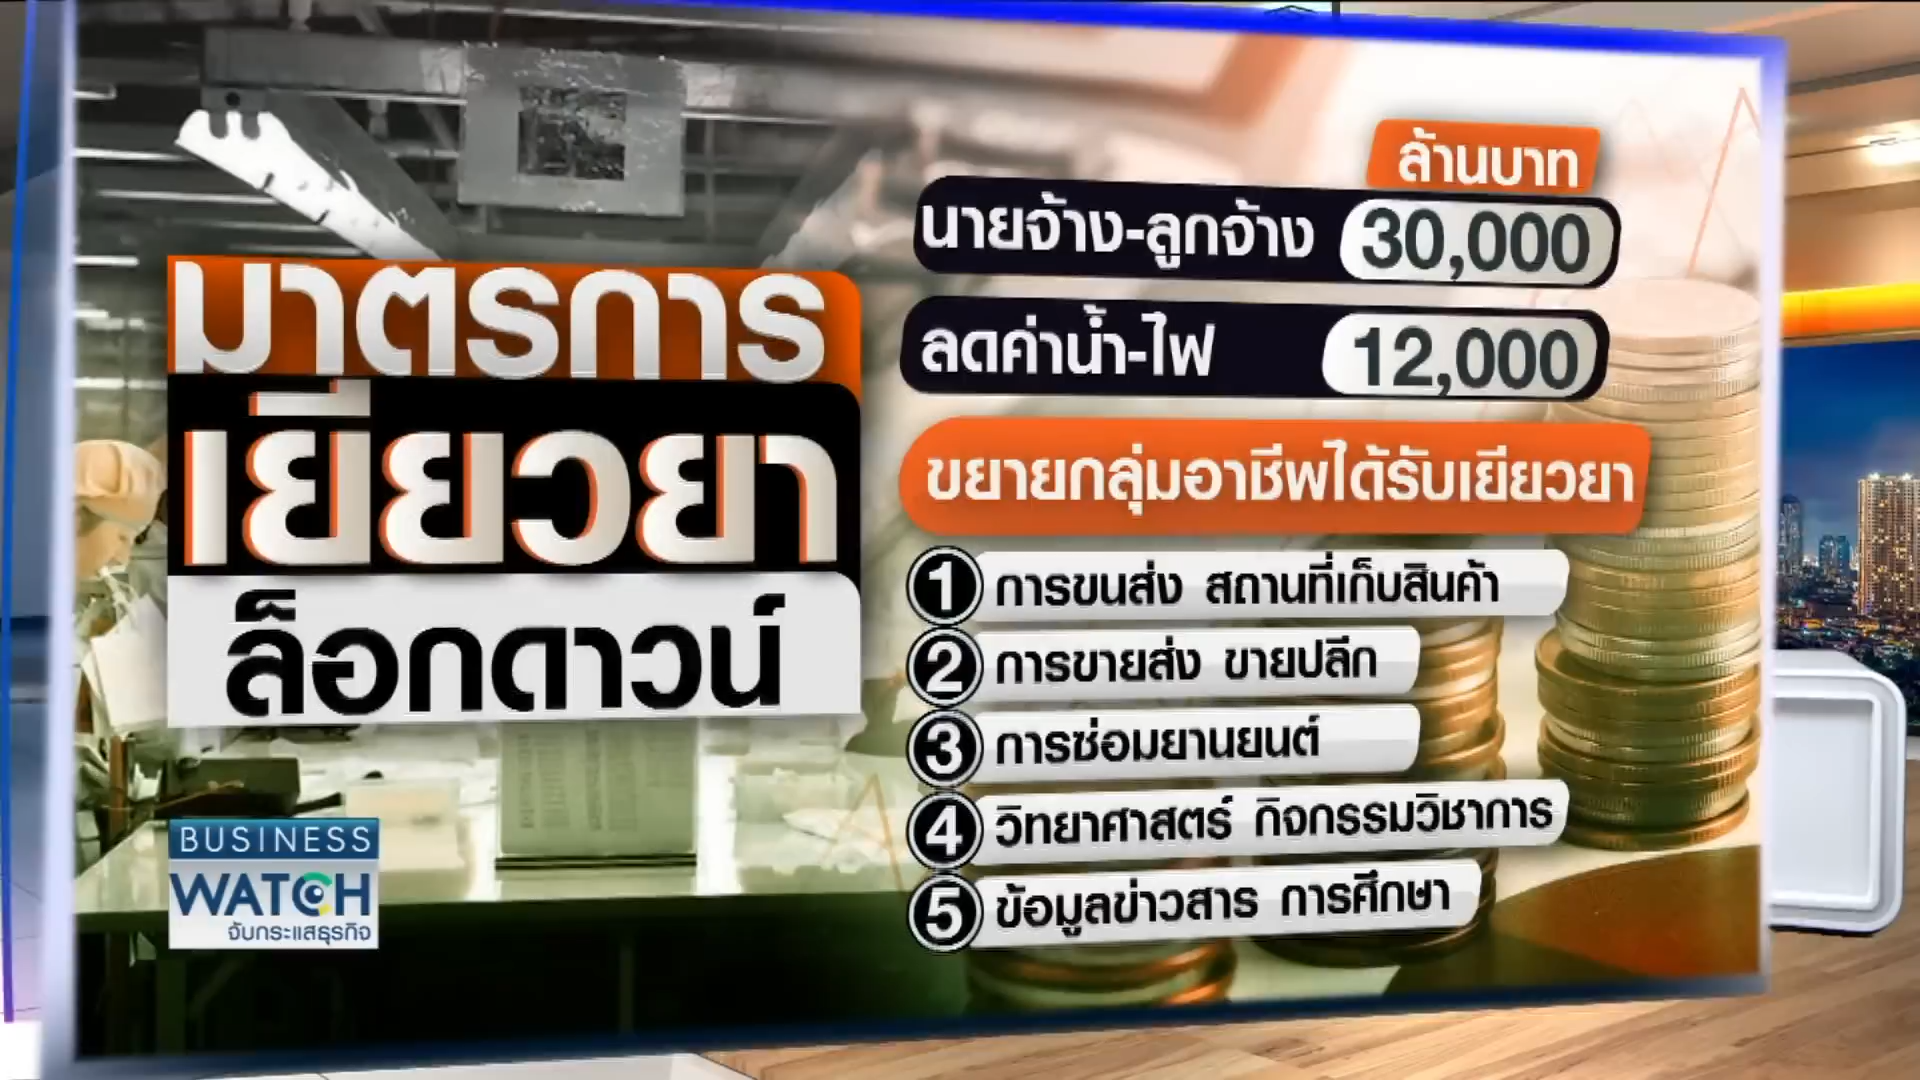 มาตรการ
เยียวยา
ล็อกดาวน์
ล้านบาท
นายจ้าง-ลูกจ้าง 30,000
ลดค่าน้ำ-ไฟ 12,000
ขยายกลุ่มอาชีพได้รับเยียวยา
1 การขนส่ง สถานที่เก็บสินค้า
2 การขายส่ง ขายปลีก
3 การซ่อมยานยนต์
4 วิทยาศาสตร์ กิจกรรมวิชาการ
5 ข้อมูลข่าวสาร การศึกษา
BUSINESS
WATCH
จับกระแสธุรกิจ